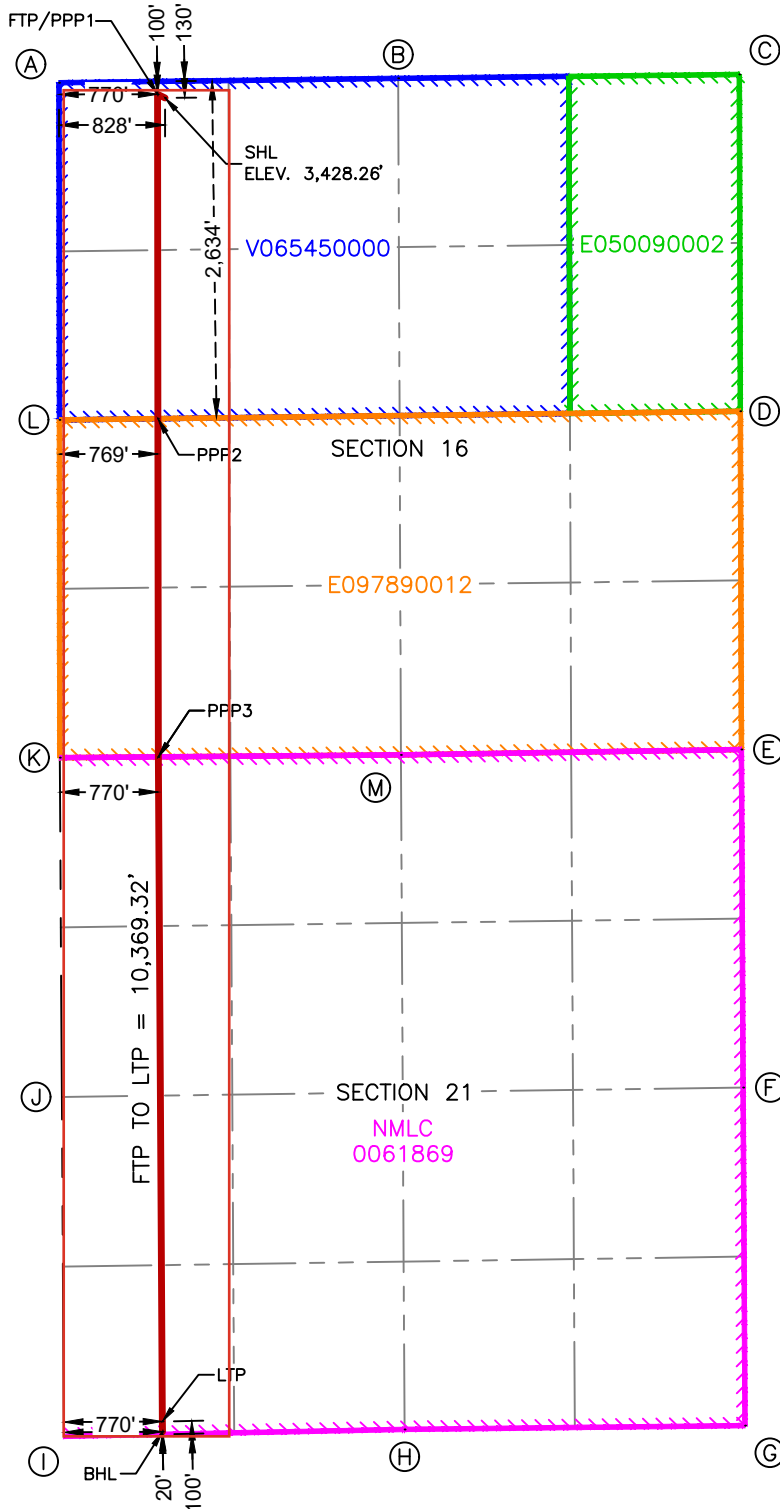 FTP/PPP1
100'
130'
A
B
C
770'
828'
SHL
ELEV. 3,428.26'
2,634'
V065450000
E050090002
L
D
SECTION 16
769'
PPP2
E097890012
PPP3
K
E
M
770'
FTP TO LTP = 10,369.32'
J
F
SECTION 21
NMLC
0061869
LTP
770'
I
H
G
BHL
20'
100'